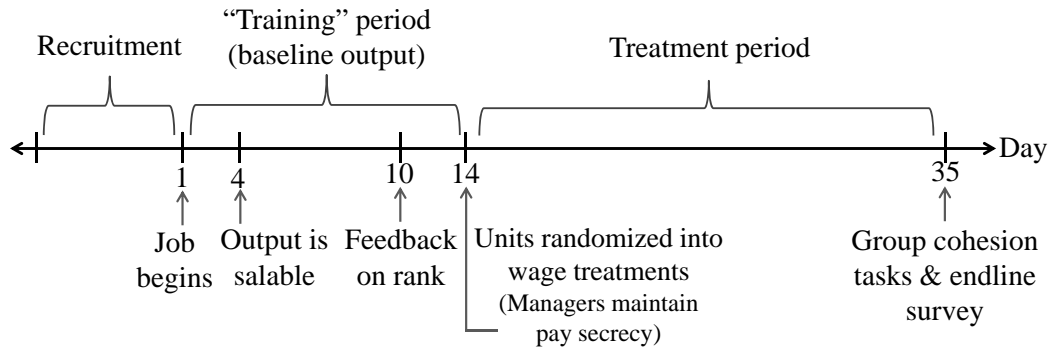 Recruitment
“Training” period
(baseline output)
Treatment period
Day
1
4
10
14
35
Job
begins
Output is
salable
Feedback
on rank
Units randomized into
wage treatments
(Managers maintain
pay secrecy)
Group cohesion
tasks & endline
survey